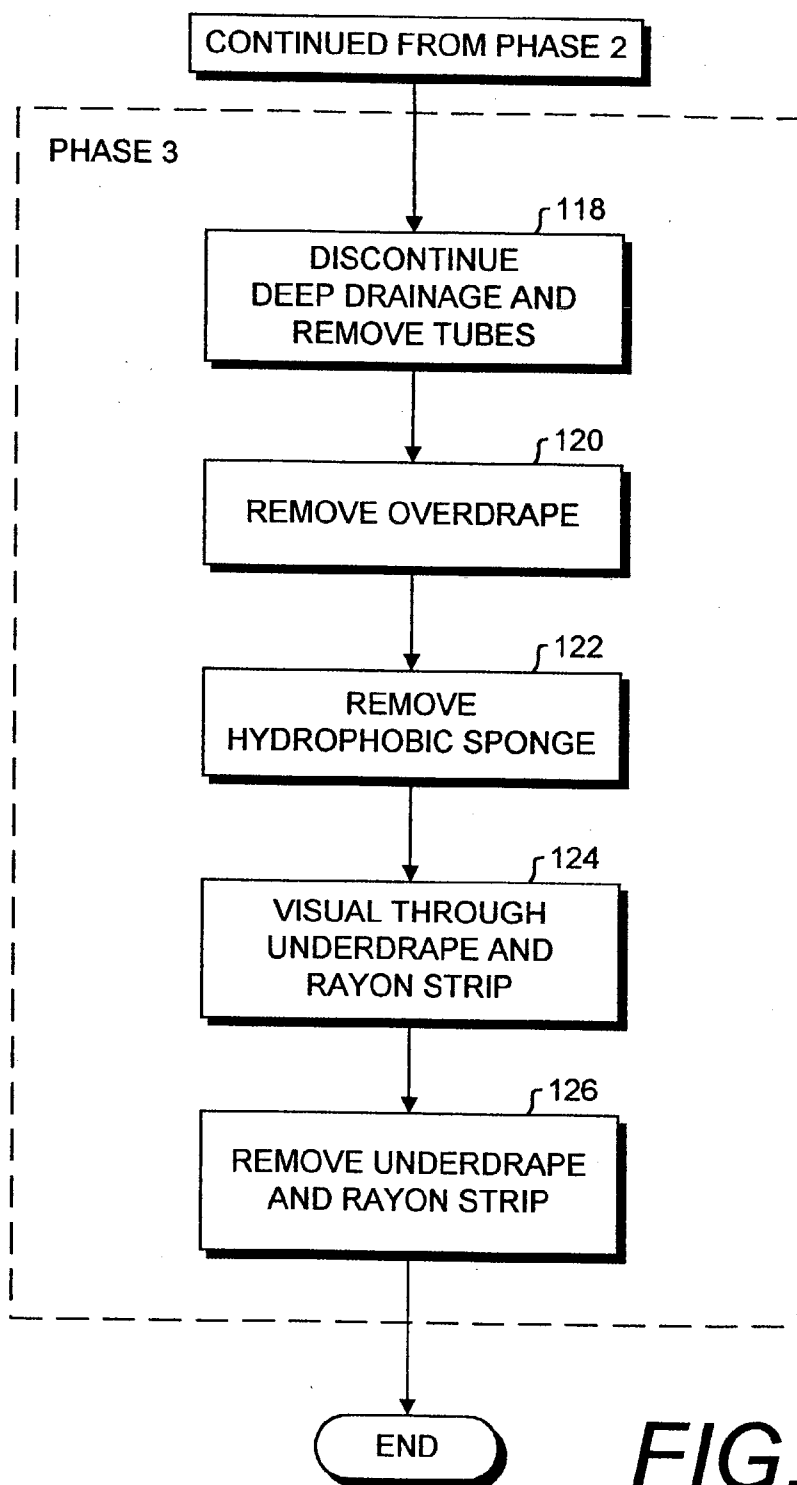 CONTINUED FROM PHASE 2
PHASE 3
118
DISCONTINUE
DEEP DRAINAGE AND
REMOVE TUBES
120
REMOVE OVERDRAPE
122
REMOVE
HYDROPHOBIC SPONGE
124
VISUAL THROUGH
UNDERDRAPE AND
RAYON STRIP
126
REMOVE UNDERDRAPE
AND RAYON STRIP
END
FIG.